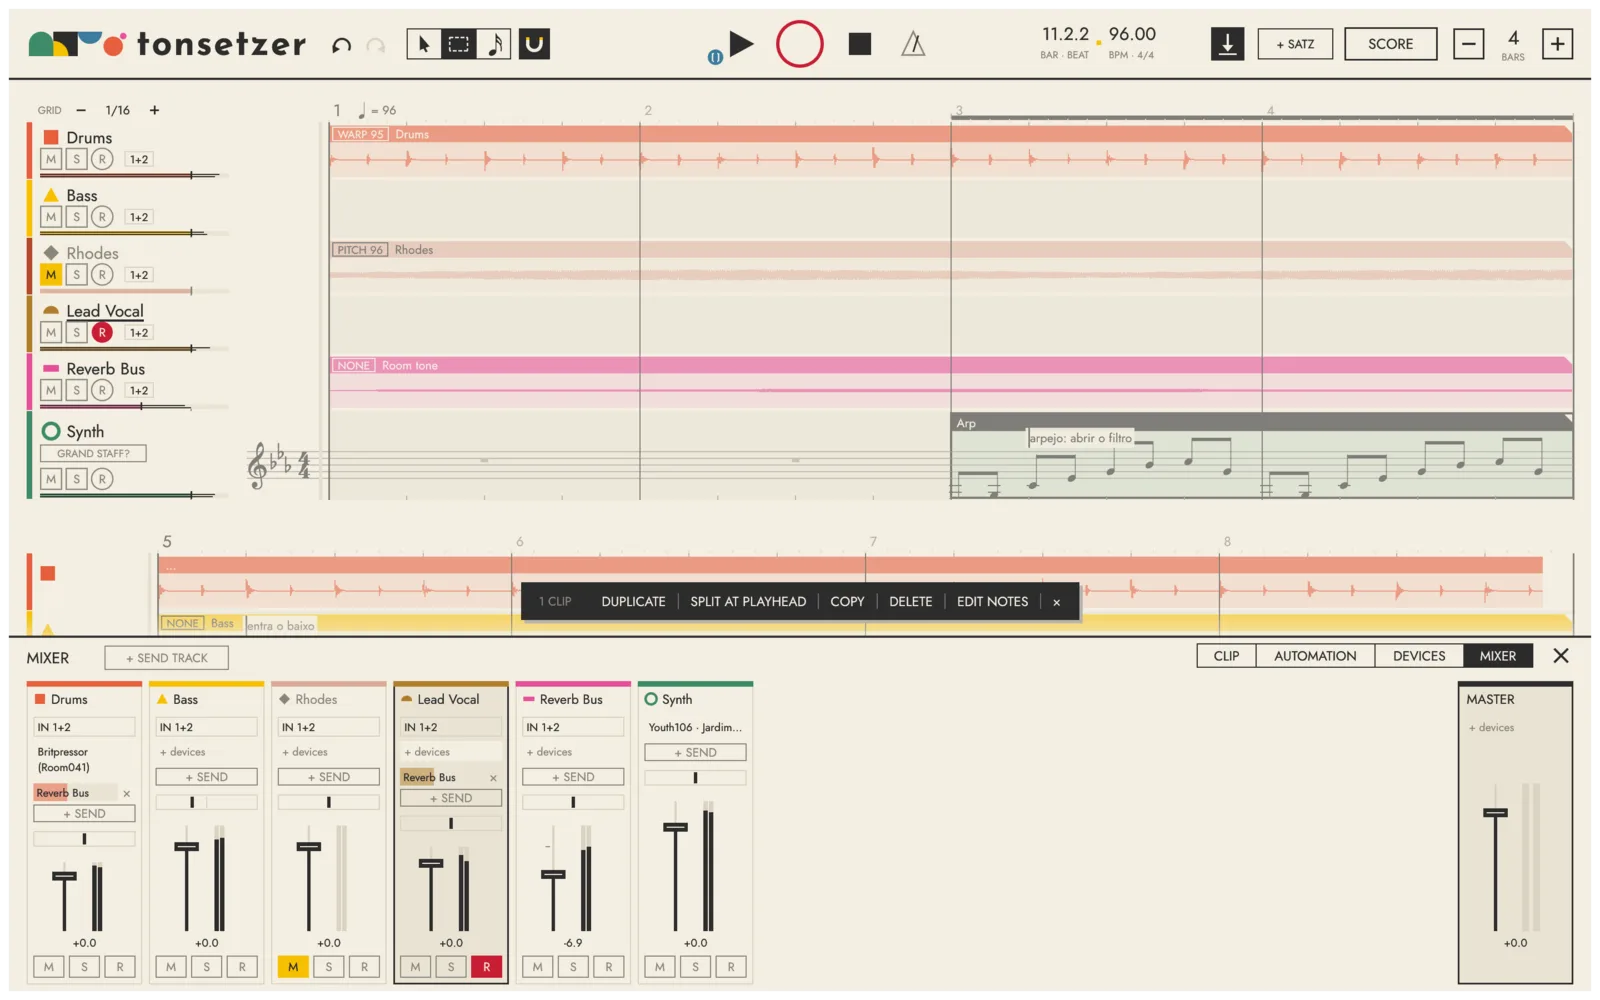 tonsetzer
11.2.2 96.00
BAR · BEAT BPM · 4/4
+ SATZ
SCORE
4
BARS
GRID − 1/16 +
1 = 96 2 3 4
Drums
M S R 1+2
WARP 95 Drums
Bass
M S R 1+2
Rhodes
M S R 1+2
PITCH 96 Rhodes
Lead Vocal
M S R 1+2
Reverb Bus
M S R 1+2
NONE Room tone
Synth
GRAND STAFF?
M S R
4
4
Arp
arpejo: abrir o filtro
5 6 7 8
...
NONE Bass entra o baixo
1 CLIP DUPLICATE SPLIT AT PLAYHEAD COPY DELETE EDIT NOTES ×
MIXER + SEND TRACK CLIP AUTOMATION DEVICES MIXER
Drums
IN 1+2
Britpressor
(Room041)
Reverb Bus ×
+ SEND
+0.0
M S R
Bass
IN 1+2
+ devices
+ SEND
+0.0
M S R
Rhodes
IN 1+2
+ devices
+ SEND
+0.0
M S R
Lead Vocal
IN 1+2
+ devices
Reverb Bus ×
+ SEND
+0.0
M S R
Reverb Bus
IN 1+2
+ devices
+ SEND
-6.9
M S R
Synth
Youth106 · Jardim...
+ SEND
+0.0
M S R
MASTER
+ devices
+0.0